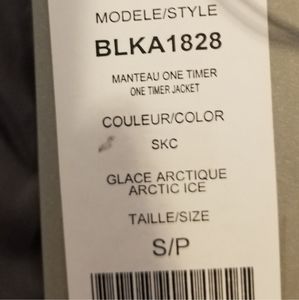 MODELE/STYLE
BLKA1828
MANTEAU ONE TIMER
ONE TIMER JACKET
COULEUR/COLOR
SKC
GLACE ARCTIQUE
ARCTIC ICE
TAILLE/SIZE
S/P